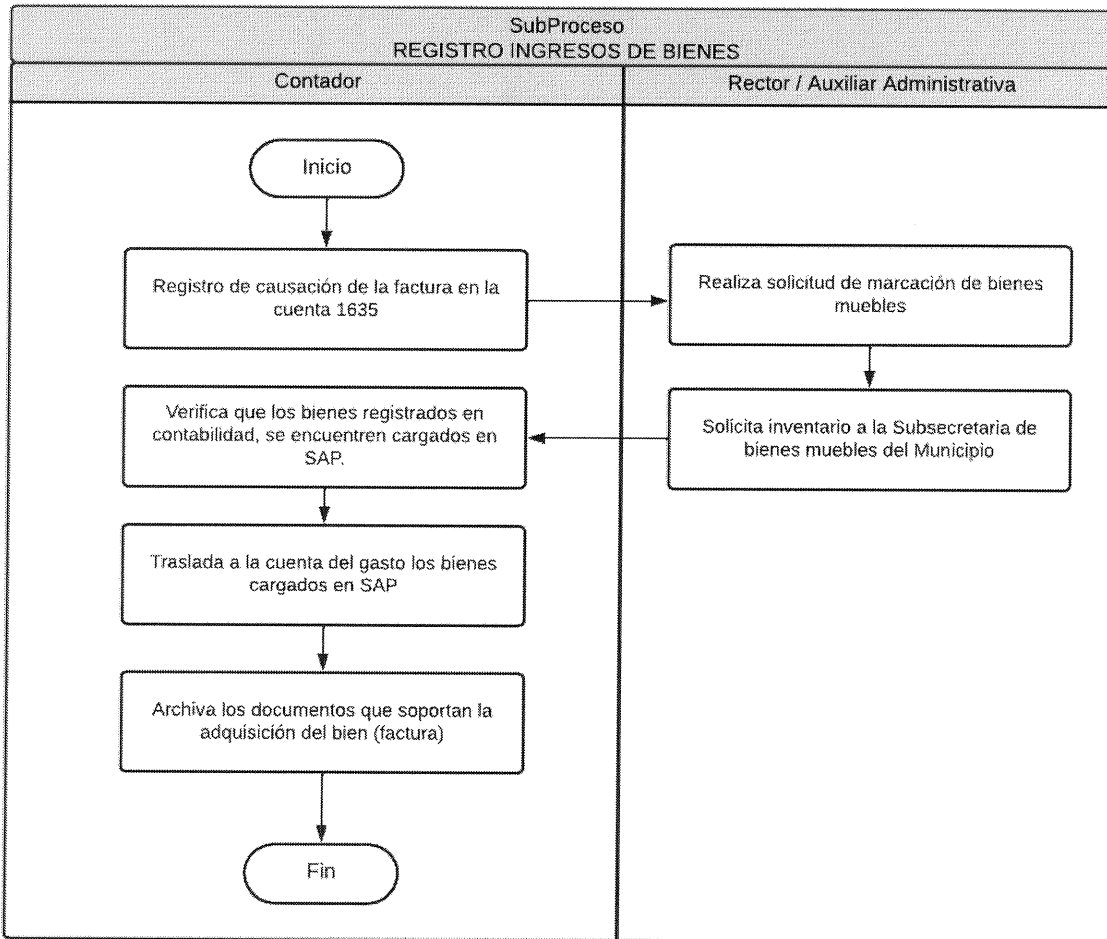 SubProceso
REGISTRO INGRESOS DE BIENES
Contador
Rector / Auxiliar Administrativa
Inicio
Registro de causación de la factura en la
cuenta 1635
Realiza solicitud de marcación de bienes
muebles
Verifica que los bienes registrados en
contabilidad, se encuentren cargados en
SAP.
Solicita inventario a la Subsecretaria de
bienes muebles del Municipio
Traslada a la cuenta del gasto los bienes
cargados en SAP
Archiva los documentos que soportan la
adquisición del bien (factura)
Fin